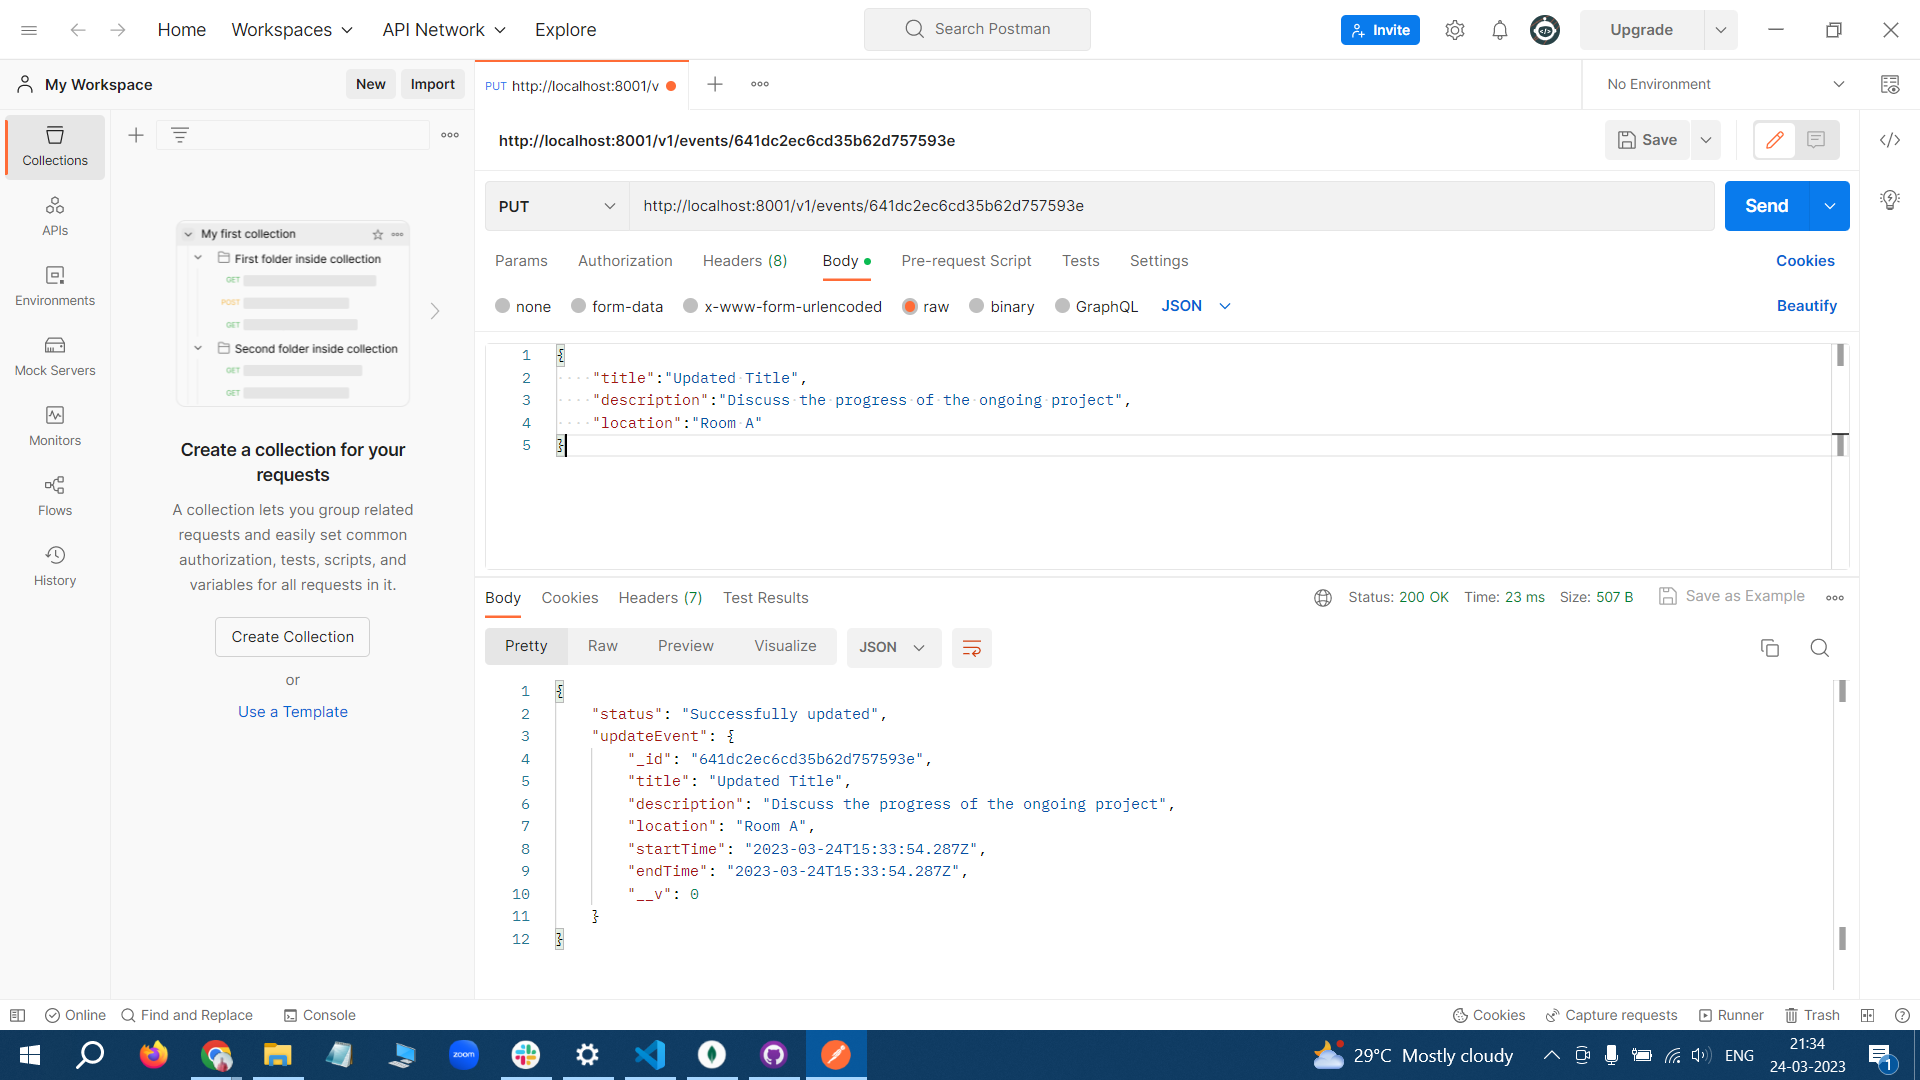 Home Workspaces API Network Explore
Search Postman
Invite
Upgrade
My Workspace
New Import
PUT http://localhost:8001/v
No Environment
Collections
APIs
Environments
Mock Servers
Monitors
Flows
History
My first collection
First folder inside collection
GET
POST
GET
Second folder inside collection
GET
GET
Create a collection for your
requests
A collection lets you group related
requests and easily set common
authorization, tests, scripts, and
variables for all requests in it.
Create Collection
or
Use a Template
http://localhost:8001/v1/events/641dc2ec6cd35b62d757593e
Save
PUT http://localhost:8001/v1/events/641dc2ec6cd35b62d757593e
Send
Params Authorization Headers (8) Body Pre-request Script Tests Settings Cookies
none form-data x-www-form-urlencoded raw binary GraphQL JSON Beautify
1 {
2 "title":"Updated Title",
3 "description":"Discuss the progress of the ongoing project",
4 "location":"Room A"
5 }
Body Cookies Headers (7) Test Results Status: 200 OK Time: 23 ms Size: 507 B Save as Example
Pretty Raw Preview Visualize JSON
1 {
2 "status": "Successfully updated",
3 "updateEvent": {
4 "_id": "641dc2ec6cd35b62d757593e",
5 "title": "Updated Title",
6 "description": "Discuss the progress of the ongoing project",
7 "location": "Room A",
8 "startTime": "2023-03-24T15:33:54.287Z",
9 "endTime": "2023-03-24T15:33:54.287Z",
10 "__v": 0
11 }
12 }
Online Find and Replace Console Cookies Capture requests Runner Trash
zoom
29°C Mostly cloudy
ENG
21:34
24-03-2023
1